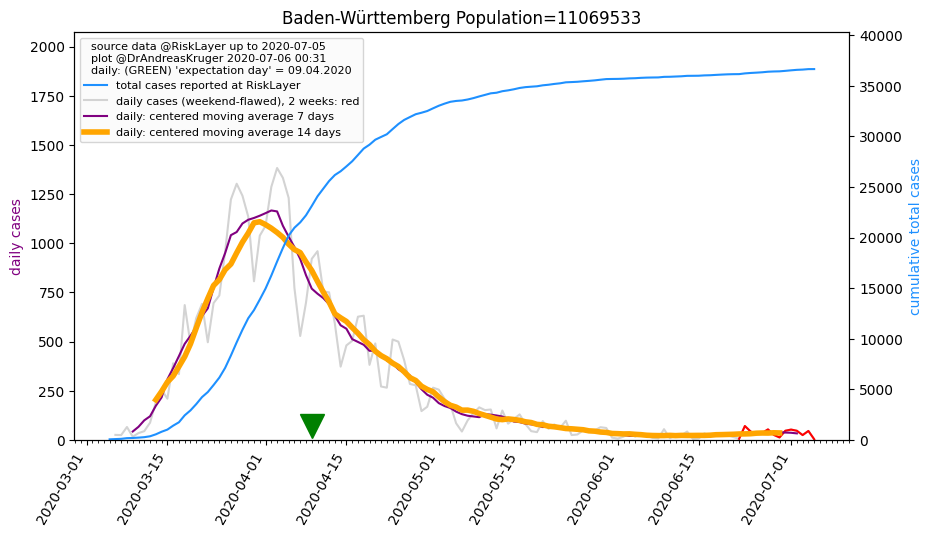 Baden-Württemberg Population=11069533
source data @RiskLayer up to 2020-07-05
plot @DrAndreasKruger 2020-07-06 00:31
daily: (GREEN) 'expectation day' = 09.04.2020
total cases reported at RiskLayer
daily cases (weekend-flawed), 2 weeks: red
daily: centered moving average 7 days
daily: centered moving average 14 days
daily cases
2000
1750
1500
1250
1000
750
500
250
0
40000
35000
30000
25000
20000
15000
10000
5000
0
cumulative total cases
2020-03-01
2020-03-15
2020-04-01
2020-04-15
2020-05-01
2020-05-15
2020-06-01
2020-06-15
2020-07-01